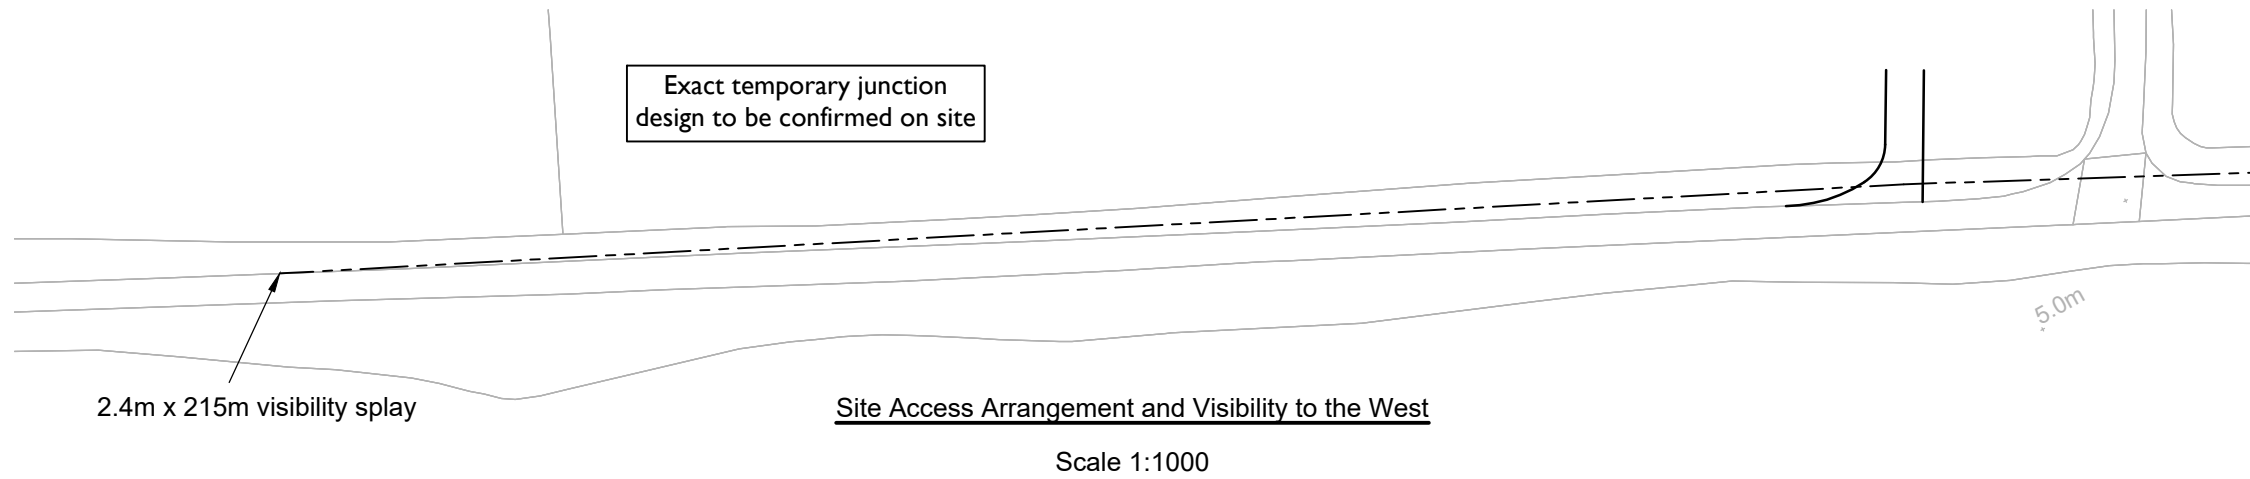 Exact temporary junction
design to be confirmed on site
5.0m
2.4m x 215m visibility splay
Site Access Arrangement and Visibility to the West
Scale 1:1000